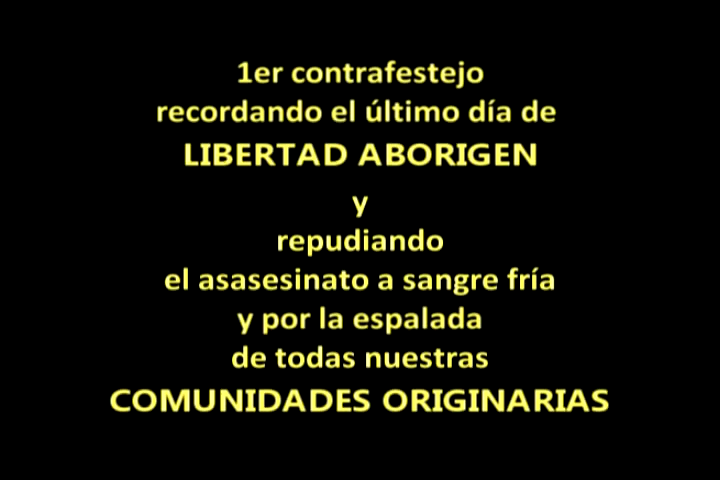 1er contrafestejo
recordando el último día de
LIBERTAD ABORIGEN
y
repudiando
el asasesinato a sangre fría
y por la espalada
de todas nuestras
COMUNIDADES ORIGINARIAS